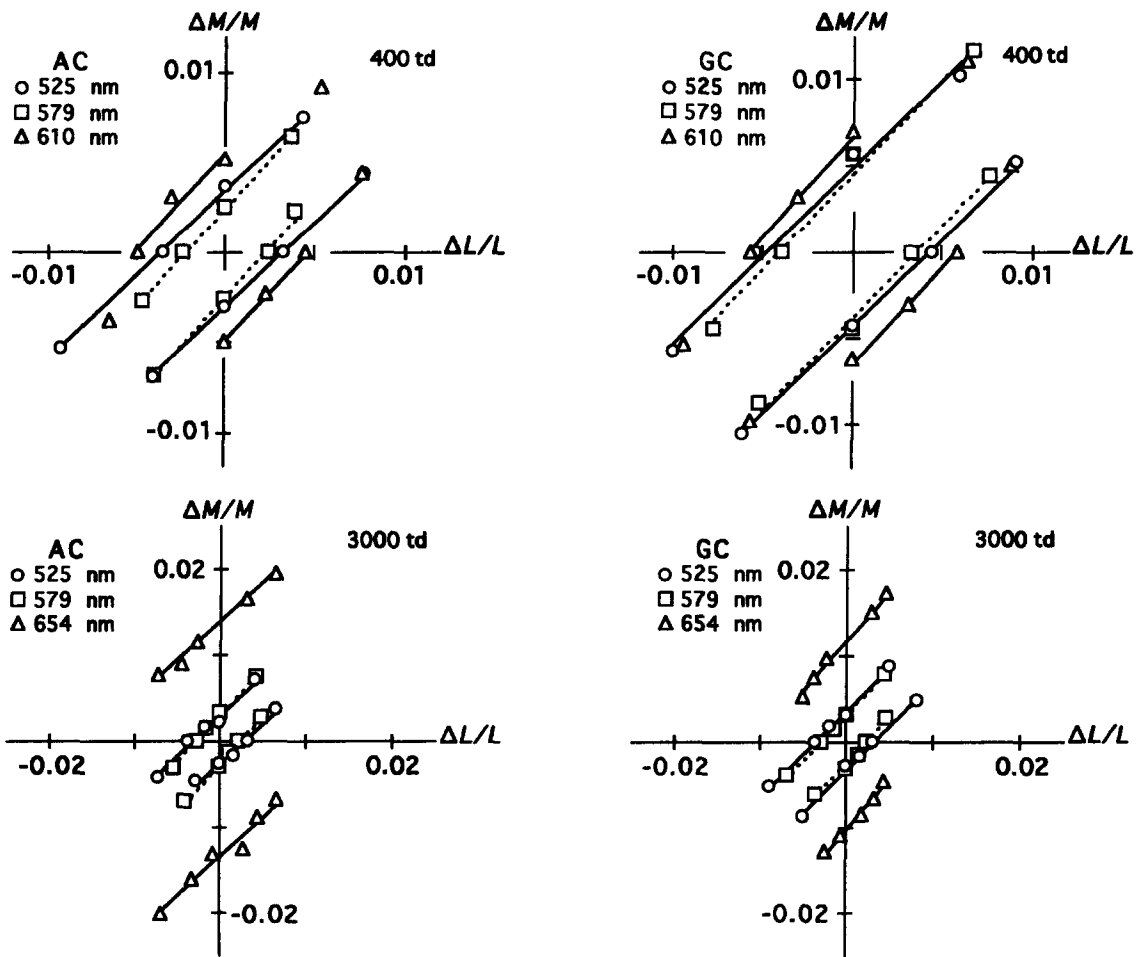 ΔM/M
AC
400 td
○ 525 nm
□ 579 nm
△ 610 nm
0.01
-0.01
0.01
ΔL/L
-0.01
ΔM/M
GC
400 td
○ 525 nm
□ 579 nm
△ 610 nm
0.01
-0.01
0.01
ΔL/L
-0.01
ΔM/M
AC
3000 td
○ 525 nm
□ 579 nm
△ 654 nm
0.02
-0.02
0.02
ΔL/L
-0.02
ΔM/M
GC
3000 td
○ 525 nm
□ 579 nm
△ 654 nm
0.02
-0.02
0.02
ΔL/L
-0.02